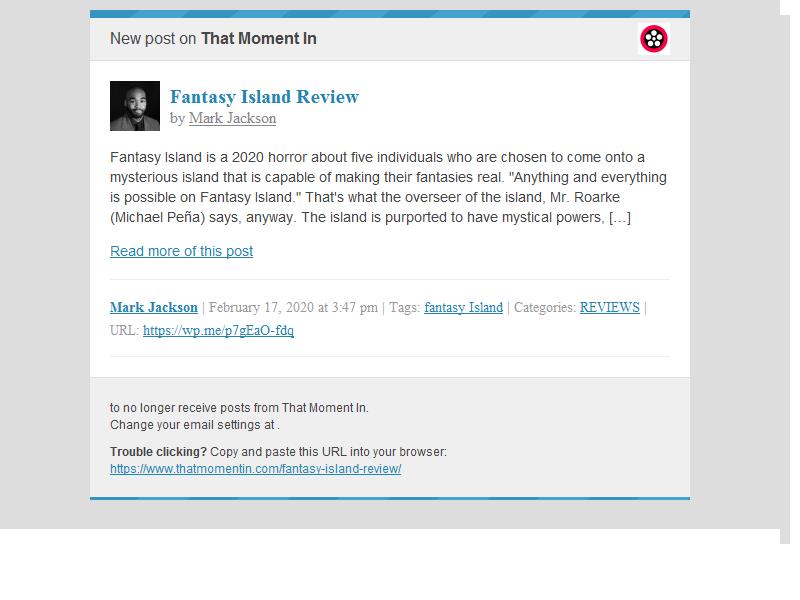 New post on That Moment In
Fantasy Island Review
by Mark Jackson
Fantasy Island is a 2020 horror about five individuals who are chosen to come onto a
mysterious island that is capable of making their fantasies real. "Anything and everything
is possible on Fantasy Island." That's what the overseer of the island, Mr. Roarke
(Michael Peña) says, anyway. The island is purported to have mystical powers, […]
Read more of this post
Mark Jackson | February 17, 2020 at 3:47 pm | Tags: fantasy Island | Categories: REVIEWS |
URL: https://wp.me/p7gEaO-fdq
to no longer receive posts from That Moment In.
Change your email settings at .
Trouble clicking? Copy and paste this URL into your browser:
https://www.thatmomentin.com/fantasy-island-review/